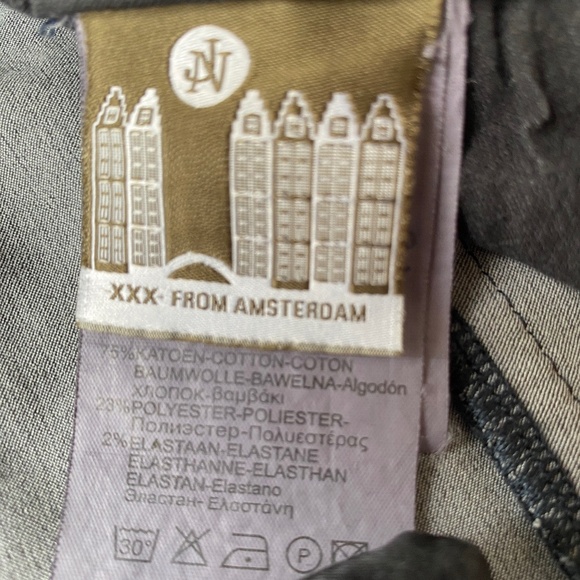 JNV
XXX- FROM AMSTERDAM
75%KATOEN-COTTON-COTON
BAUMWOLLE-BAWELNA-Algodón
ХЛОПОК-βαμβάκι
23%POLYESTER-POLIESTER-
Полиэстер-Πολυεστέρας
2%ELASTAAN-ELASTANE
ELASTHANNE-ELASTHAN
ELASTAN-Elastano
Эластан-Ελαστάνη
30° P